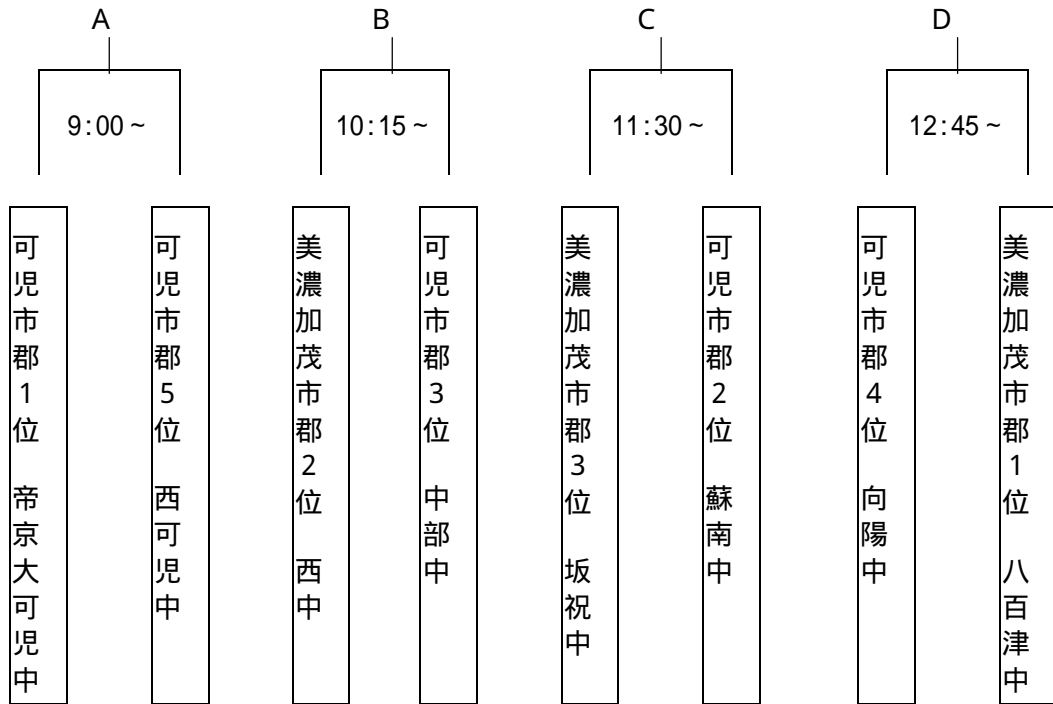 A
B
C
D
9:00～
10:15～
11:30～
12:45～
可児市郡1位　帝京大可児中
可児市郡5位　西可児中
美濃加茂市郡2位　西中
可児市郡3位　中部中
美濃加茂市郡3位　坂祝中
可児市郡2位　蘇南中
可児市郡4位　向陽中
美濃加茂市郡1位　八百津中